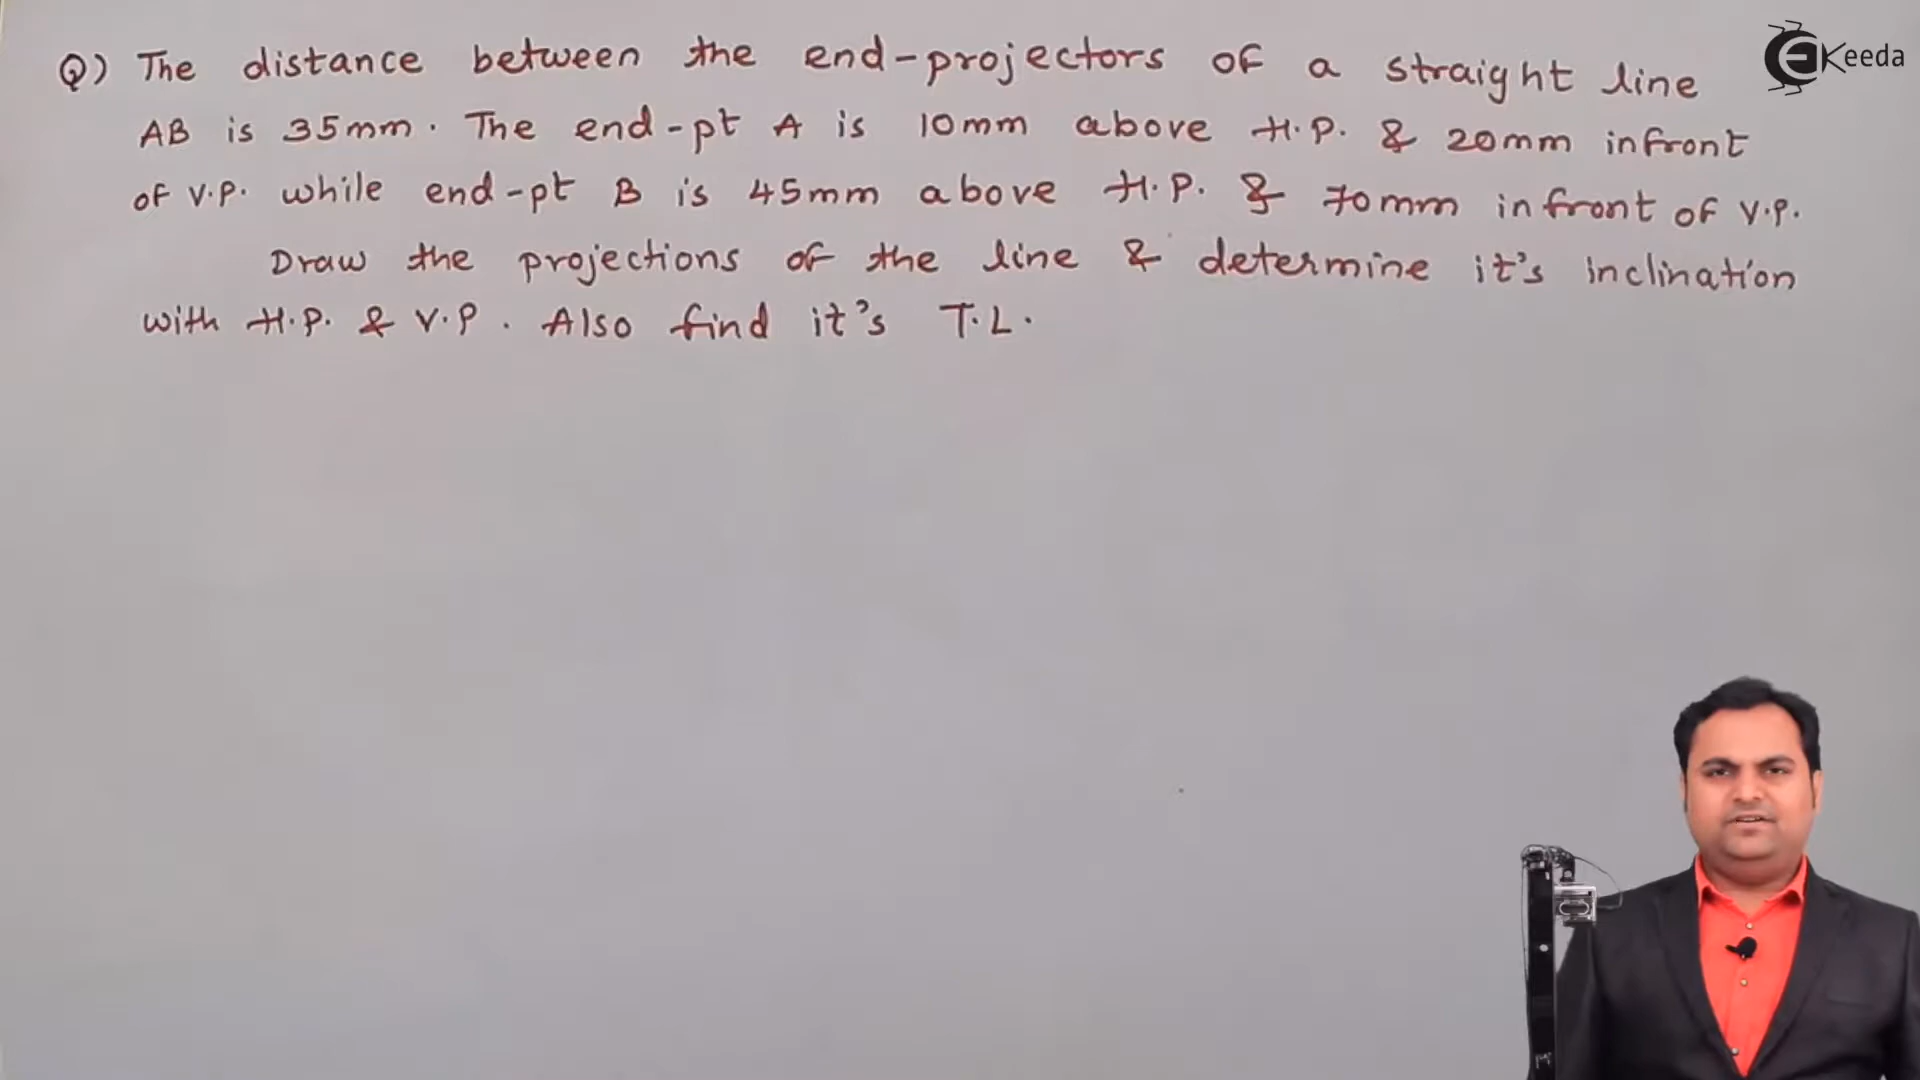 Q) The distance between the end-projectors of a straight line
AB is 35mm. The end-pt A is 10mm above H.P. & 20mm infront
of V.P. while end-pt B is 45mm above H.P. & 70mm infront of V.P.
Draw the projections of the line & determine it's inclination
with H.P. & V.P. Also find it's T.L.
EKeeda